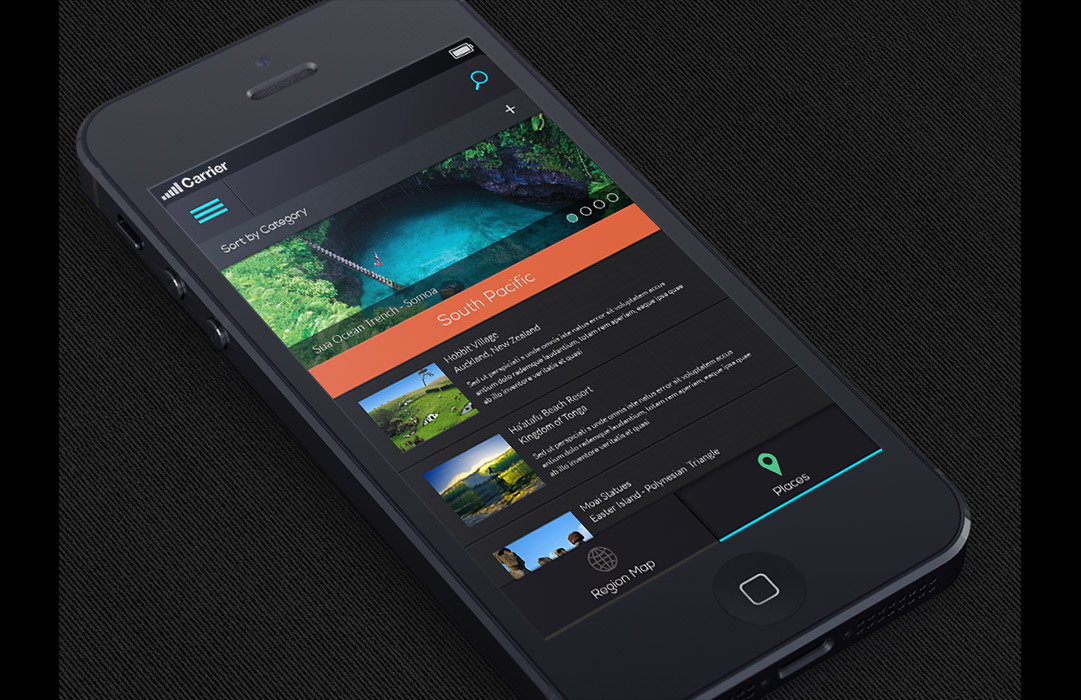 Carrier
Sort by Category
Sua Ocean Trench - Somoa
South Pacific
Hobbit Village
Auckland, New Zealand
Sed ut perspiciati s unde omnis iste natus error sit voluptatem accus
antium dolo rademque laudantium, totam rem aperiam, eaque ipsa quae
ab illo inventore veritatis et quasi
Ha'atafu Beach Resort
Kingdom of Tonga
Sed ut perspiciati s unde omnis iste natus error sit voluptatem accus
antium dolo rademque laudantium, totam rem aperiam, eaque ipsa quae
ab illo inventore veritatis et quasi
Moai Statues
Easter Island - Polynesian Triangle
Region Map
Places